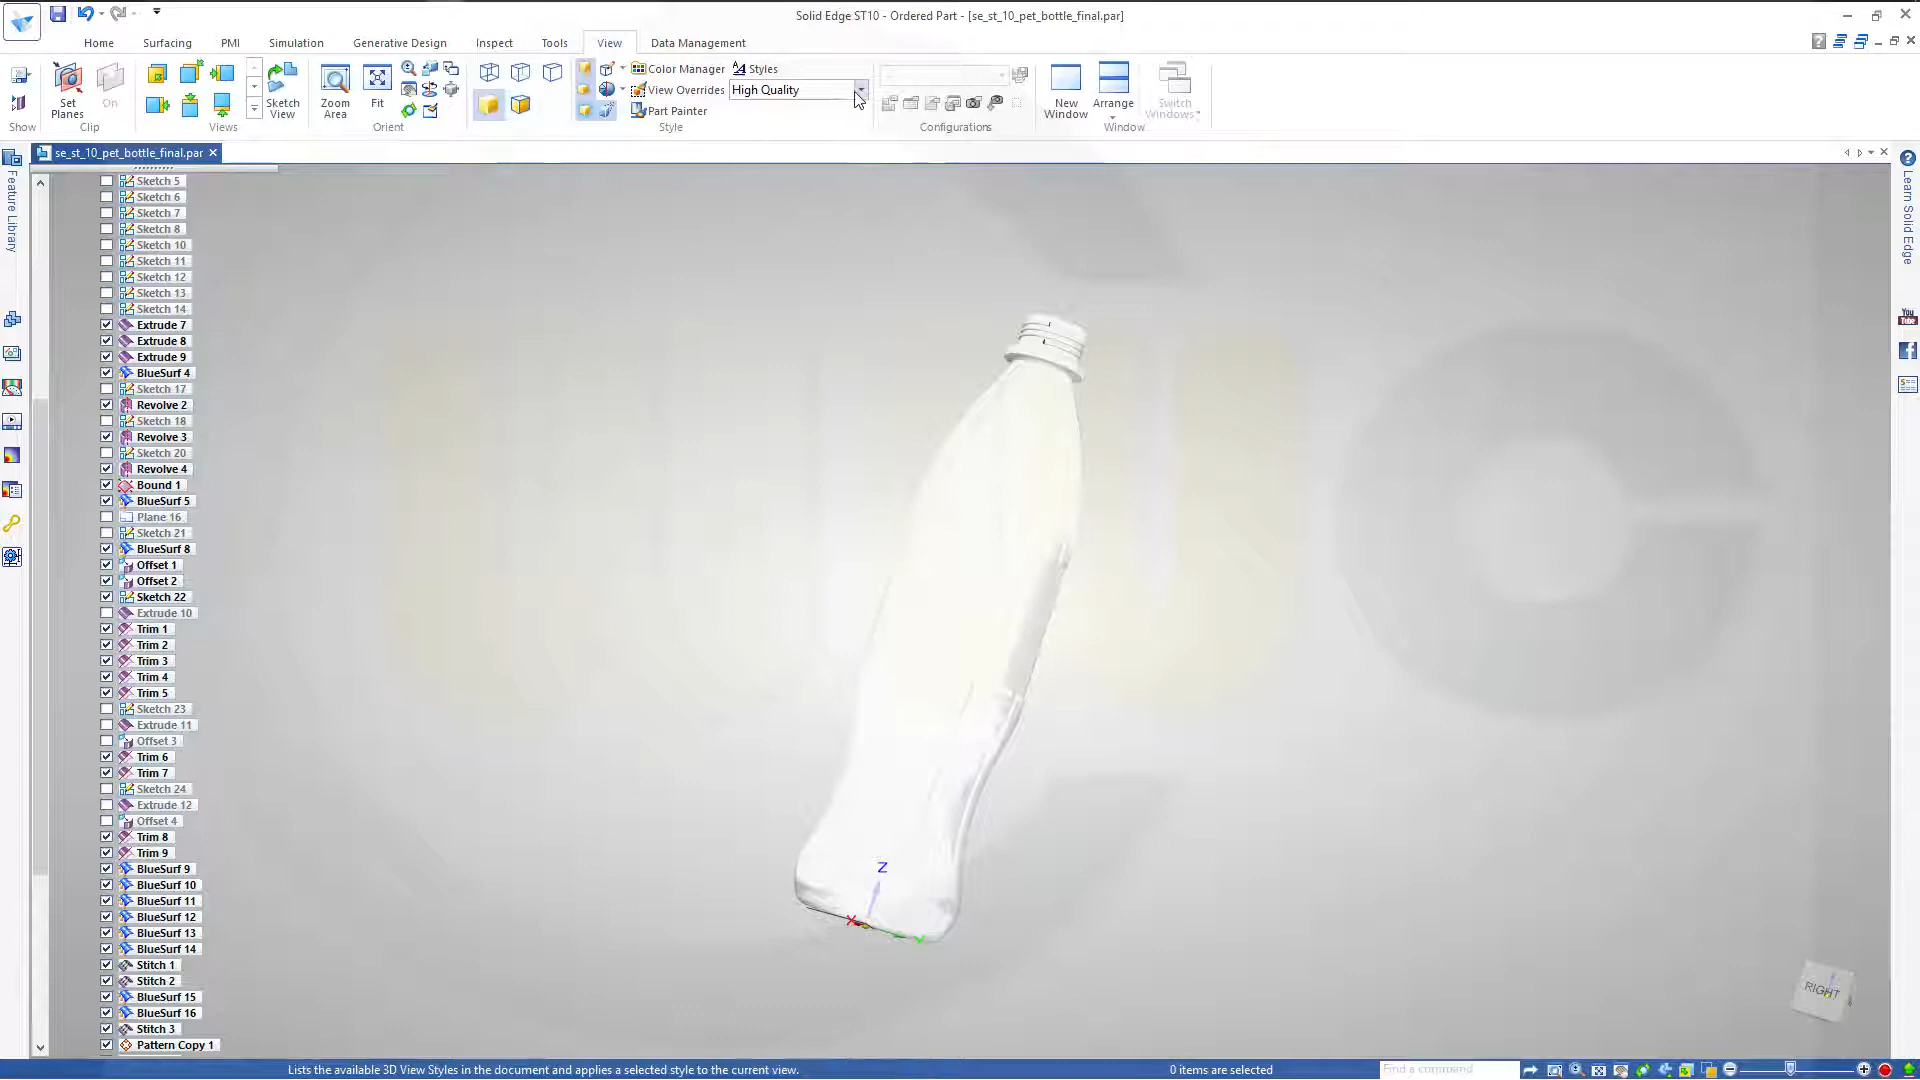 Solid Edge ST10 - Ordered Part - [se_st_10_pet_bottle_final.par]
Home Surfacing PMI Simulation Generative Design Inspect Tools View Data Management
Set Planes
On
Sketch View
Zoom Area
Fit
Color Manager
Styles
View Overrides
High Quality
Part Painter
New Window
Arrange
Switch Windows
Show Clip Views Orient Style Configurations Window
se_st_10_pet_bottle_final.par
Feature Library
Sketch 5
Sketch 6
Sketch 7
Sketch 8
Sketch 10
Sketch 11
Sketch 12
Sketch 13
Sketch 14
Extrude 7
Extrude 8
Extrude 9
BlueSurf 4
Sketch 17
Revolve 2
Sketch 18
Revolve 3
Sketch 20
Revolve 4
Bound 1
BlueSurf 5
Plane 16
Sketch 21
BlueSurf 8
Offset 1
Offset 2
Sketch 22
Extrude 10
Trim 1
Trim 2
Trim 3
Trim 4
Trim 5
Sketch 23
Extrude 11
Offset 3
Trim 6
Trim 7
Sketch 24
Extrude 12
Offset 4
Trim 8
Trim 9
BlueSurf 9
BlueSurf 10
BlueSurf 11
BlueSurf 12
BlueSurf 13
BlueSurf 14
Stitch 1
Stitch 2
BlueSurf 15
BlueSurf 16
Stitch 3
Pattern Copy 1
Z
X
Y
RIGHT
Learn Solid Edge
You Tube
Lists the available 3D View Styles in the document and applies a selected style to the current view.
0 items are selected
Find a command